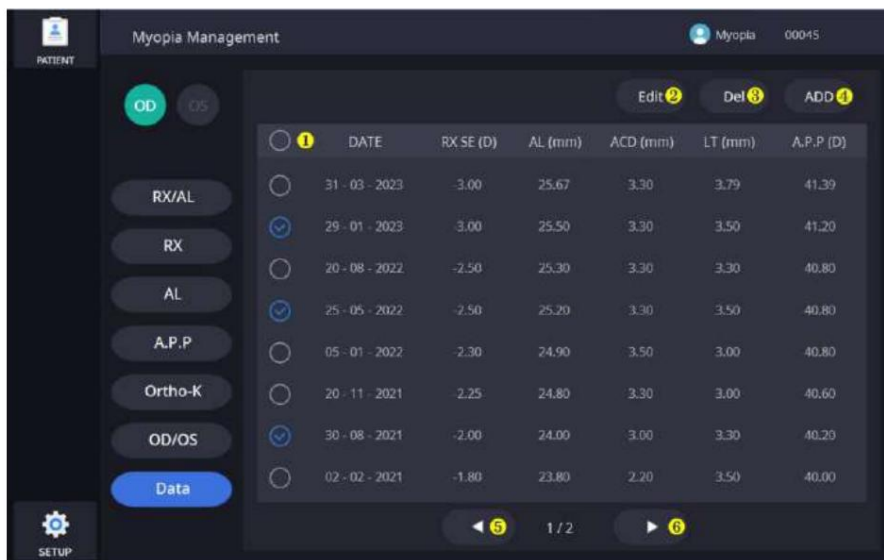 PATIENT
Myopia Management
Myopia 00045
OD OS
Edit 2 Del 3 ADD 4
1 DATE RX SE (D) AL (mm) ACD (mm) LT (mm) A.P.P (D)
31 - 03 - 2023 -3.00 25.67 3.30 3.79 41.39
29 - 01 - 2023 -3.00 25.50 3.30 3.50 41.20
20 - 08 - 2022 -2.50 25.30 3.30 3.30 40.80
25 - 05 - 2022 -2.50 25.20 3.30 3.50 40.80
05 - 01 - 2022 -2.30 24.90 3.50 3.00 40.80
20 - 11 - 2021 -2.25 24.80 3.30 3.00 40.60
30 - 08 - 2021 -2.00 24.00 3.00 3.30 40.20
02 - 02 - 2021 -1.80 23.80 2.20 3.50 40.00
RX/AL
RX
AL
A.P.P
Ortho-K
OD/OS
Data
5 1 / 2 6
SETUP